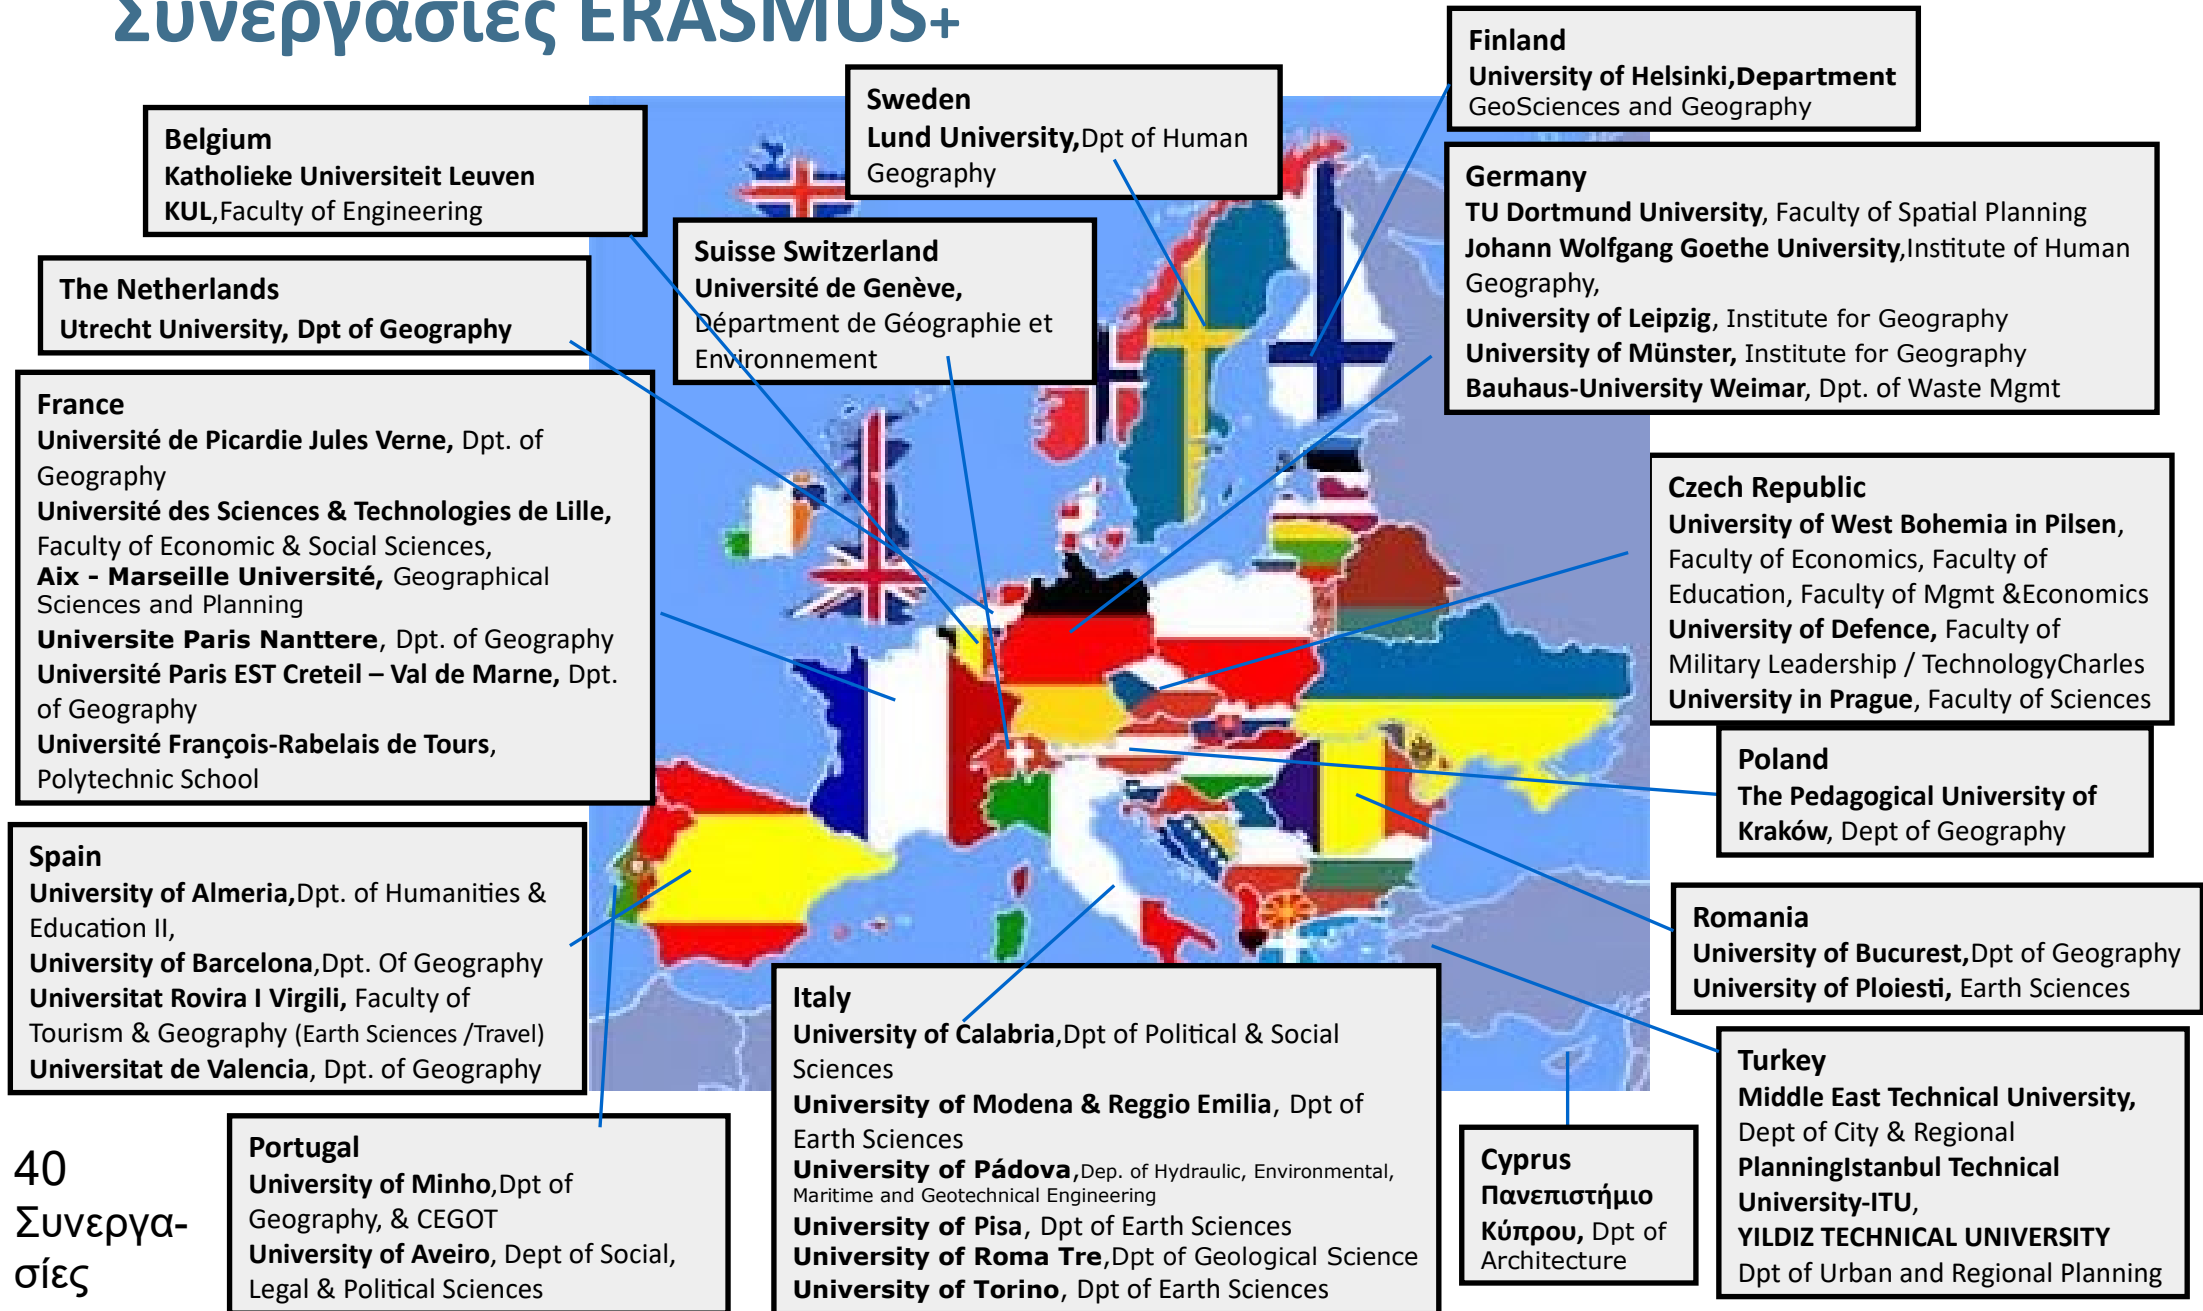 Συνεργασίες ERASMUS+
Finland
University of Helsinki,Department
GeoSciences and Geography
Sweden
Lund University,Dpt of Human
Geography
Belgium
Katholieke Universiteit Leuven
KUL,Faculty of Engineering
Germany
TU Dortmund University, Faculty of Spatial Planning
Johann Wolfgang Goethe University,Institute of Human
Geography,
University of Leipzig, Institute for Geography
University of Münster, Institute for Geography
Bauhaus-University Weimar, Dpt. of Waste Mgmt
Suisse Switzerland
Université de Genève,
Départment de Géographie et
Environnement
The Netherlands
Utrecht University, Dpt of Geography
France
Université de Picardie Jules Verne, Dpt. of
Geography
Université des Sciences & Technologies de Lille,
Faculty of Economic & Social Sciences,
Aix - Marseille Université, Geographical
Sciences and Planning
Universite Paris Nanttere, Dpt. of Geography
Université Paris EST Creteil – Val de Marne, Dpt.
of Geography
Université François-Rabelais de Tours,
Polytechnic School
Czech Republic
University of West Bohemia in Pilsen,
Faculty of Economics, Faculty of
Education, Faculty of Mgmt &Economics
University of Defence, Faculty of
Military Leadership / TechnologyCharles
University in Prague, Faculty of Sciences
Poland
The Pedagogical University of
Kraków, Dept of Geography
Spain
University of Almeria,Dpt. of Humanities &
Education II,
University of Barcelona,Dpt. Of Geography
Universitat Rovira I Virgili, Faculty of
Tourism & Geography (Earth Sciences /Travel)
Universitat de Valencia, Dpt. of Geography
Romania
University of Bucurest,Dpt of Geography
University of Ploiesti, Earth Sciences
Italy
University of Calabria,Dpt of Political & Social
Sciences
University of Modena & Reggio Emilia, Dpt of
Earth Sciences
University of Pádova,Dep. of Hydraulic, Environmental,
Maritime and Geotechnical Engineering
University of Pisa, Dpt of Earth Sciences
University of Roma Tre,Dpt of Geological Science
University of Torino, Dpt of Earth Sciences
Turkey
Middle East Technical University,
Dept of City & Regional
PlanningIstanbul Technical
University-ITU,
YILDIZ TECHNICAL UNIVERSITY
Dpt of Urban and Regional Planning
Portugal
University of Minho,Dpt of
Geography, & CEGOT
University of Aveiro, Dept of Social,
Legal & Political Sciences
Cyprus
Πανεπιστήμιο
Κύπρου, Dpt of
Architecture
40
Συνεργα-
σίες